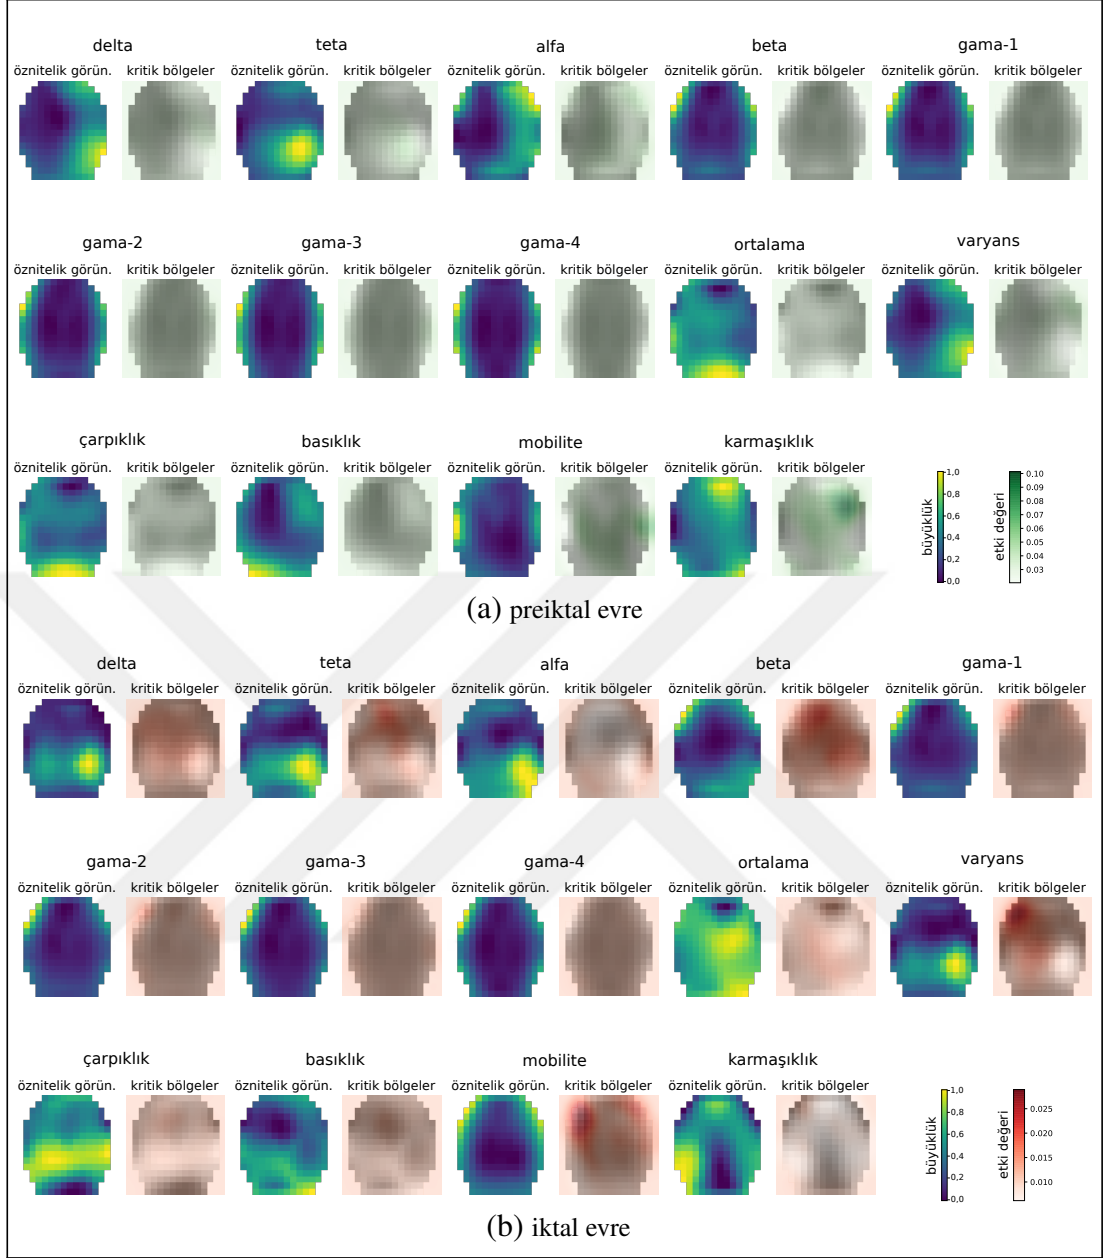 delta teta alfa beta gama-1
öznitelik görün. kritik bölgeler öznitelik görün. kritik bölgeler öznitelik görün. kritik bölgeler öznitelik görün. kritik bölgeler öznitelik görün. kritik bölgeler
gama-2 gama-3 gama-4 ortalama varyans
öznitelik görün. kritik bölgeler öznitelik görün. kritik bölgeler öznitelik görün. kritik bölgeler öznitelik görün. kritik bölgeler öznitelik görün. kritik bölgeler
çarpıklık basıklık mobilite karmaşıklık
öznitelik görün. kritik bölgeler öznitelik görün. kritik bölgeler öznitelik görün. kritik bölgeler öznitelik görün. kritik bölgeler
büyüklük
1,0
0,8
0,6
0,4
0,2
0,0
etki değeri
0.10
0.09
0.08
0.07
0.06
0.05
0.04
0.03
(a) preiktal evre
delta teta alfa beta gama-1
öznitelik görün. kritik bölgeler öznitelik görün. kritik bölgeler öznitelik görün. kritik bölgeler öznitelik görün. kritik bölgeler öznitelik görün. kritik bölgeler
gama-2 gama-3 gama-4 ortalama varyans
öznitelik görün. kritik bölgeler öznitelik görün. kritik bölgeler öznitelik görün. kritik bölgeler öznitelik görün. kritik bölgeler öznitelik görün. kritik bölgeler
çarpıklık basıklık mobilite karmaşıklık
öznitelik görün. kritik bölgeler öznitelik görün. kritik bölgeler öznitelik görün. kritik bölgeler öznitelik görün. kritik bölgeler
büyüklük
1,0
0,8
0,6
0,4
0,2
0,0
etki değeri
0.025
0.020
0.015
0.010
(b) iktal evre